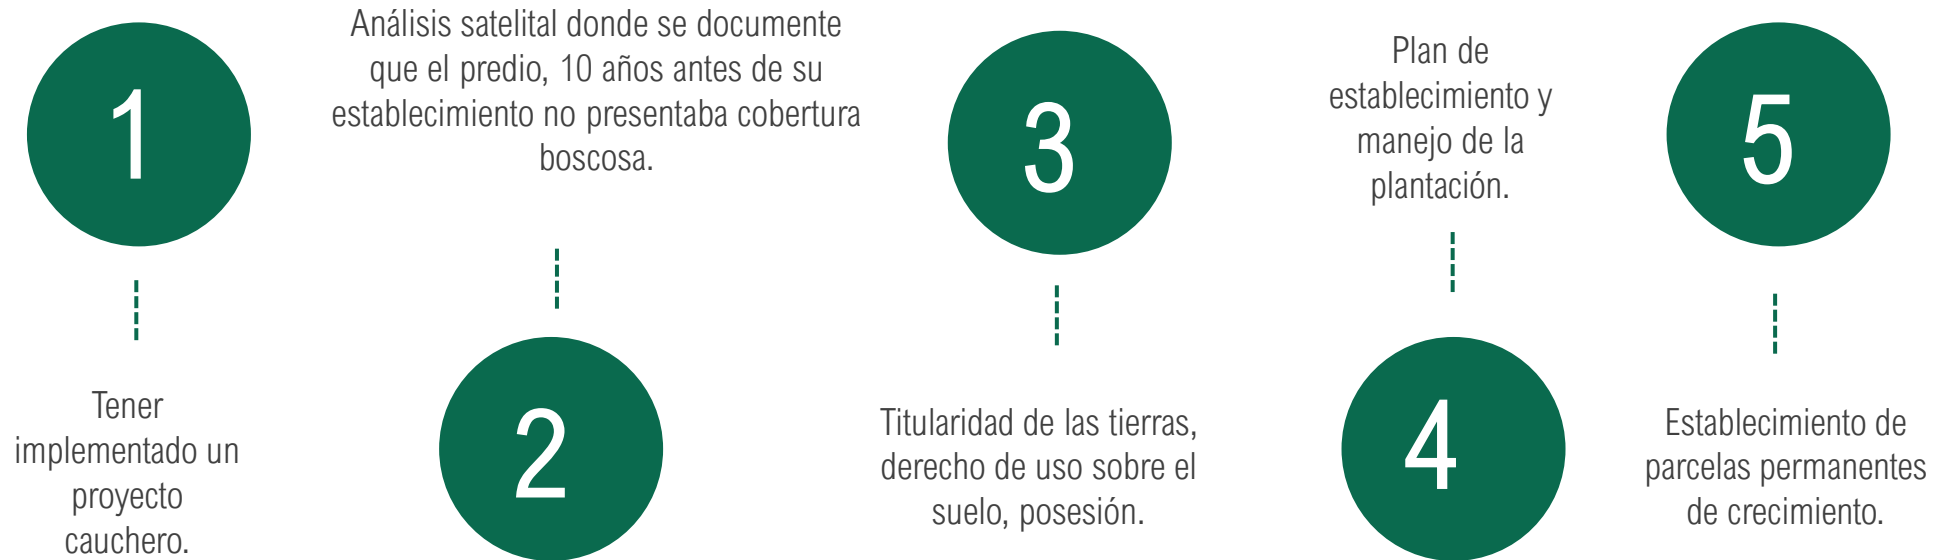 1
Tener
implementado un
proyecto
cauchero.
Análisis satelital donde se documente
que el predio, 10 años antes de su
establecimiento no presentaba cobertura
boscosa.
2
3
Titularidad de las tierras,
derecho de uso sobre el
suelo, posesión.
Plan de
establecimiento y
manejo de la
plantación.
4
5
Establecimiento de
parcelas permanentes
de crecimiento.